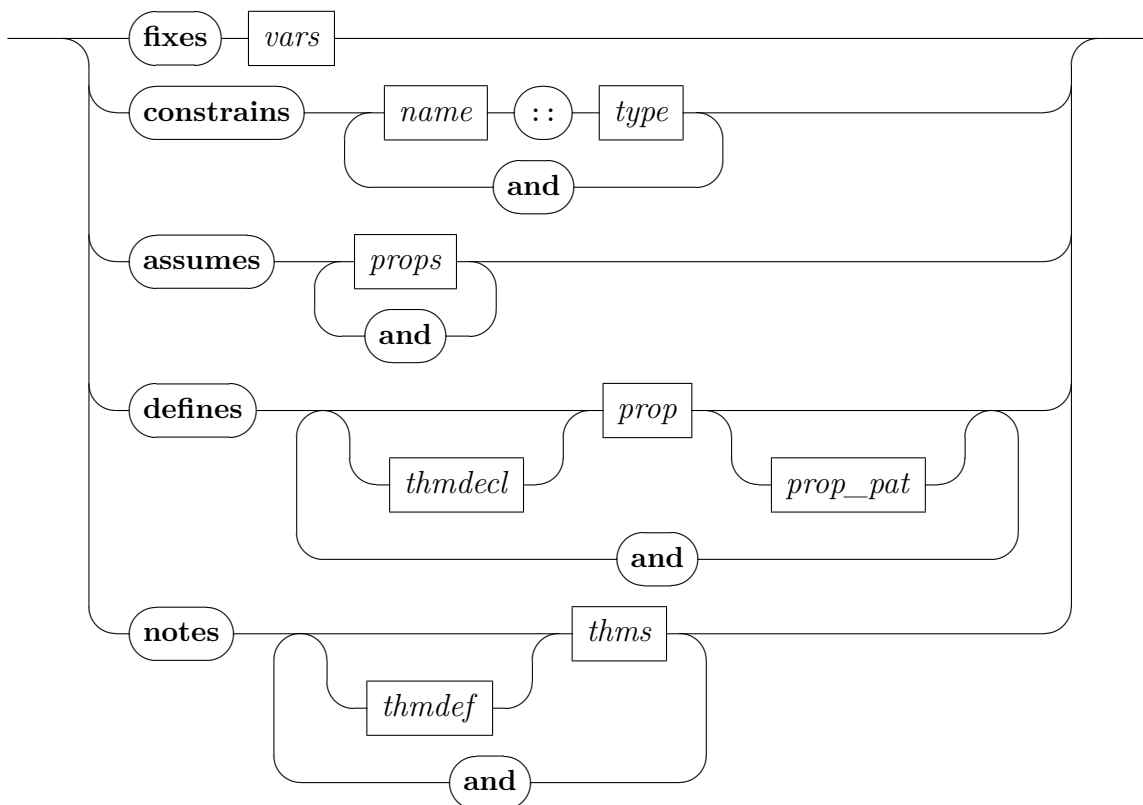 fixes vars
constrains name :: type
and
assumes props
and
defines prop
thmdecl prop_pat
and
notes thms
thmdef
and